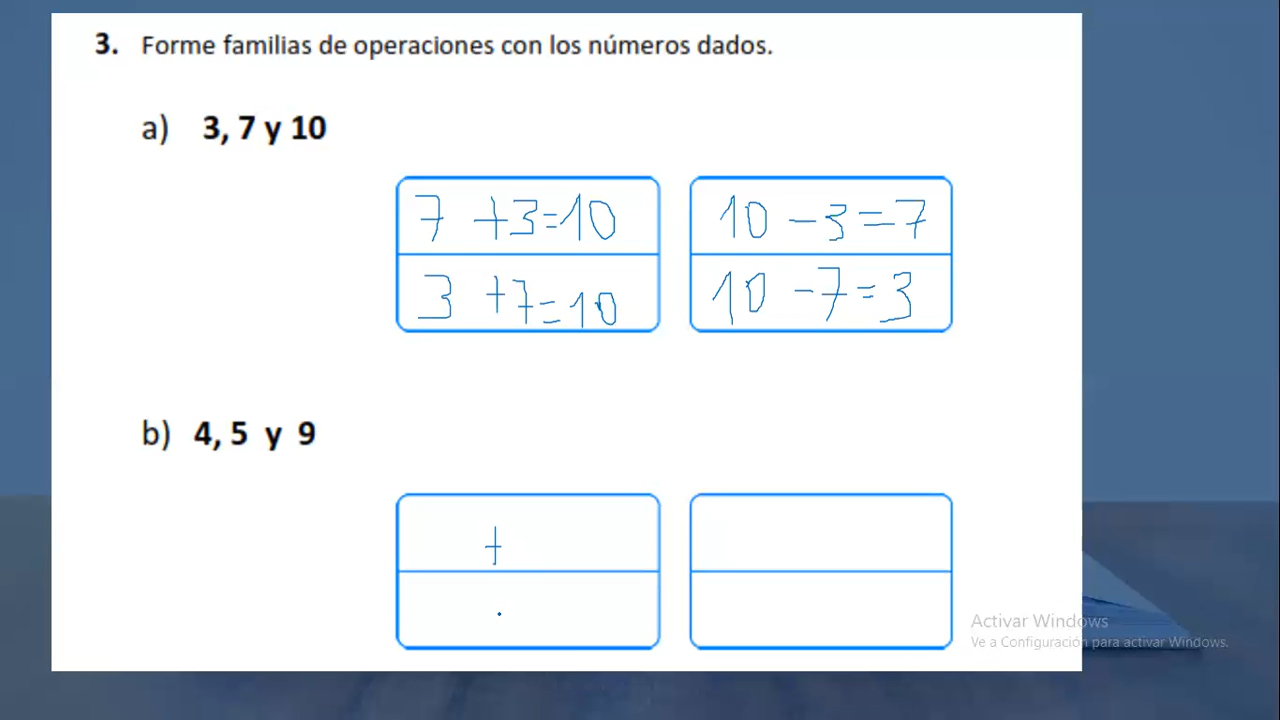 3. Forme familias de operaciones con los números dados.
a) 3, 7 y 10
7 +3=10
10 -3=7
3 +7=10
10 -7=3
b) 4, 5 y 9
+
Activar Windows
Ve a Configuración para activar Windows.